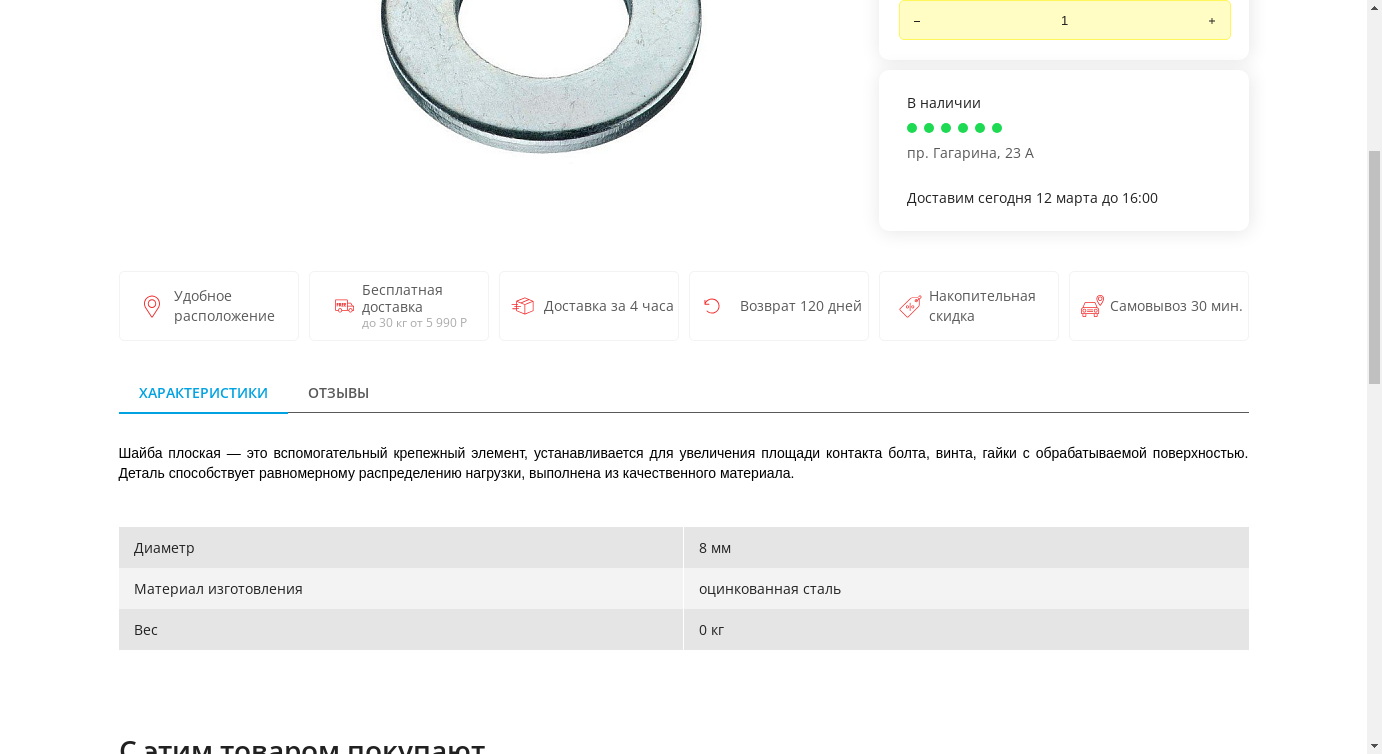 – 1 +
В наличии
пр. Гагарина, 23 А
Доставим сегодня 12 марта до 16:00
Удобное
расположение
FREE
Бесплатная
доставка
до 30 кг от 5 990 Р
Доставка за 4 часа
Возврат 120 дней
%
Накопительная
скидка
Самовывоз 30 мин.
ХАРАКТЕРИСТИКИ ОТЗЫВЫ
Шайба плоская — это вспомогательный крепежный элемент, устанавливается для увеличения площади контакта болта, винта, гайки с обрабатываемой поверхностью.
Деталь способствует равномерному распределению нагрузки, выполнена из качественного материала.
Диаметр 8 мм
Материал изготовления оцинкованная сталь
Вес 0 кг
С этим товаром покупают